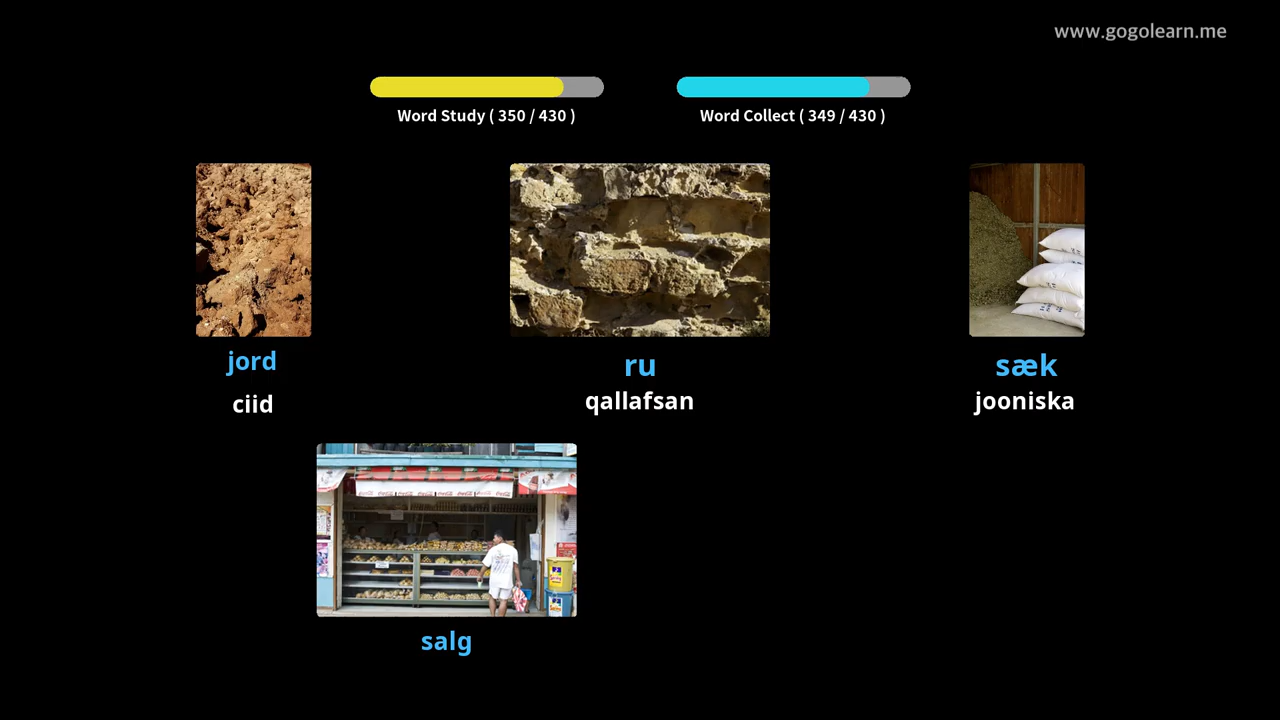 www.gogolearn.me
Word Study ( 350 / 430 )
Word Collect ( 349 / 430 )
jord
ciid
ru
qallafsan
sæk
jooniska
salg